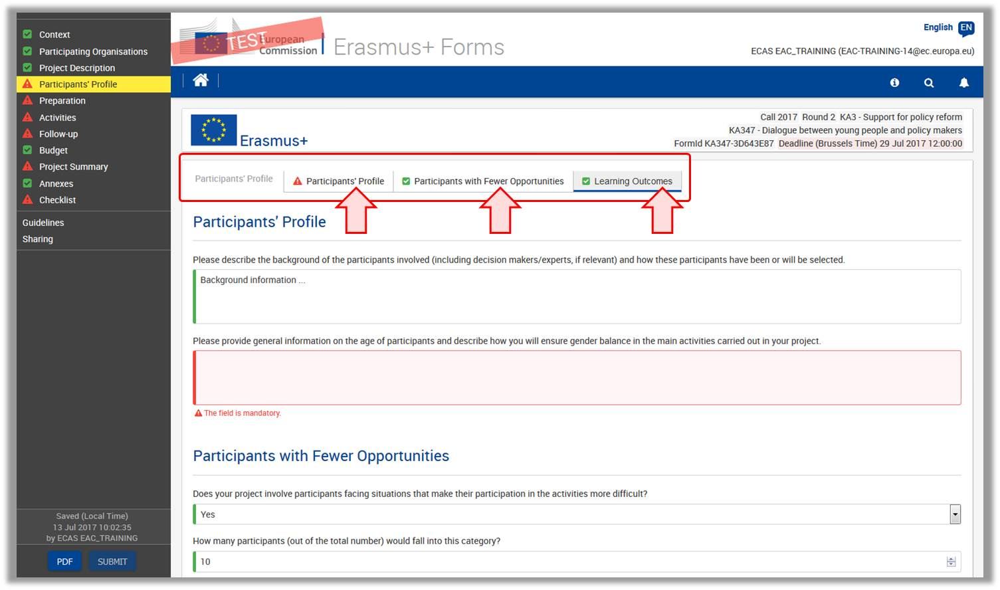 Context
Participating Organisations
Project Description
Participants' Profile
Preparation
Activities
Follow-up
Budget
Project Summary
Annexes
Checklist
Guidelines
Sharing
Saved (Local Time)
13 Jul 2017 10:02:35
by ECAS EAC_TRAINING
PDF SUBMIT
TEST
European
Commission
Erasmus+ Forms
English EN
ECAS EAC_TRAINING (EAC-TRAINING-14@ec.europa.eu)
Erasmus+
Call 2017 Round 2 KA3 - Support for policy reform
KA347 - Dialogue between young people and policy makers
FormId KA347-3D643E87 Deadline (Brussels Time) 29 Jul 2017 12:00:00
Participants' Profile Participants' Profile Participants with Fewer Opportunities Learning Outcomes
Participants' Profile
Please describe the background of the participants involved (including decision makers/experts, if relevant) and how these participants have been or will be selected.
Background information ...
Please provide general information on the age of participants and describe how you will ensure gender balance in the main activities carried out in your project.
The field is mandatory.
Participants with Fewer Opportunities
Does your project involve participants facing situations that make their participation in the activities more difficult?
Yes
How many participants (out of the total number) would fall into this category?
10